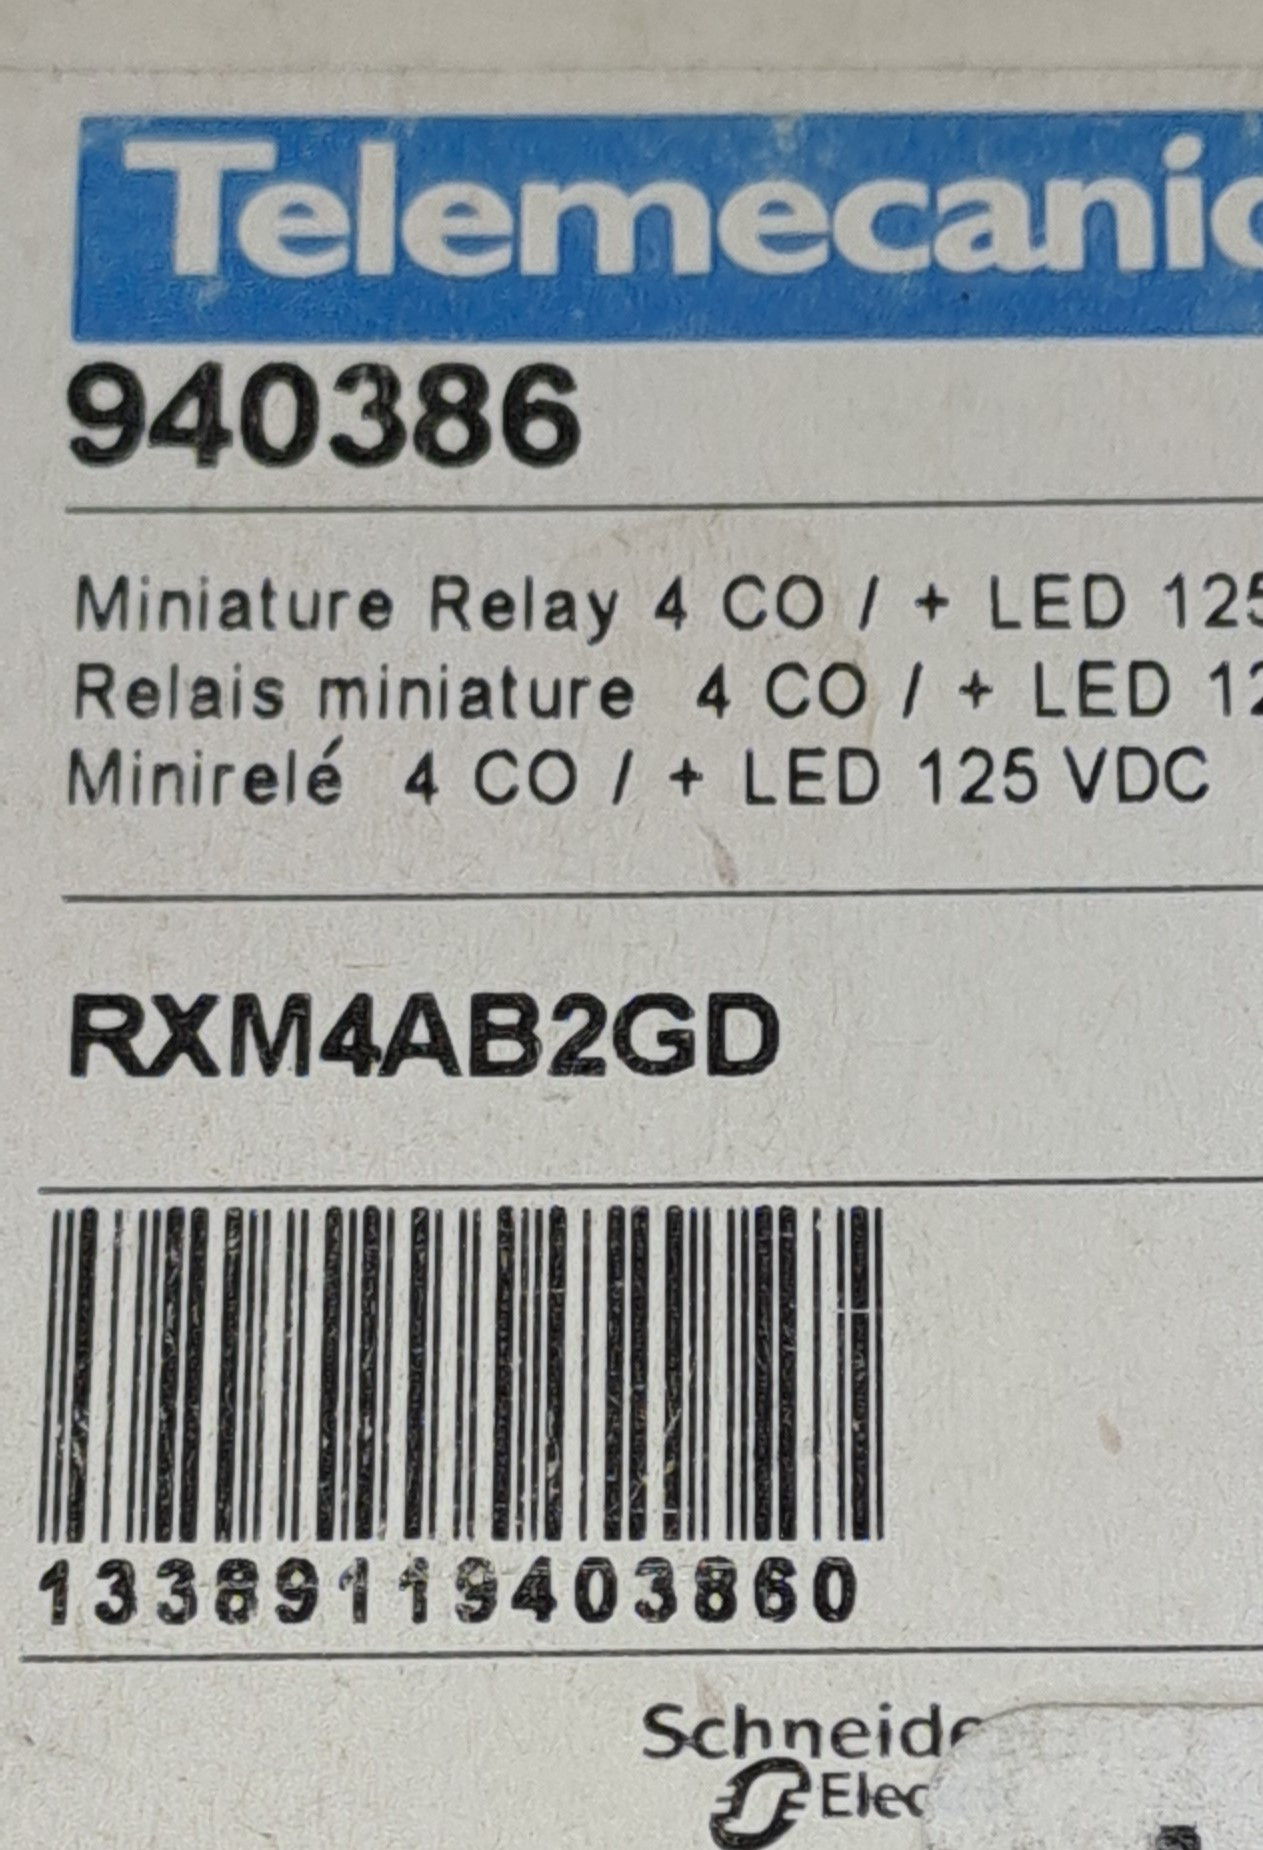 Telemecanic
940386
Miniature Relay 4 CO / + LED 125
Relais miniature 4 CO / + LED 12
Minirelé 4 CO / + LED 125 VDC
RXM4AB2GD
13389119403860
Schneide
Elec